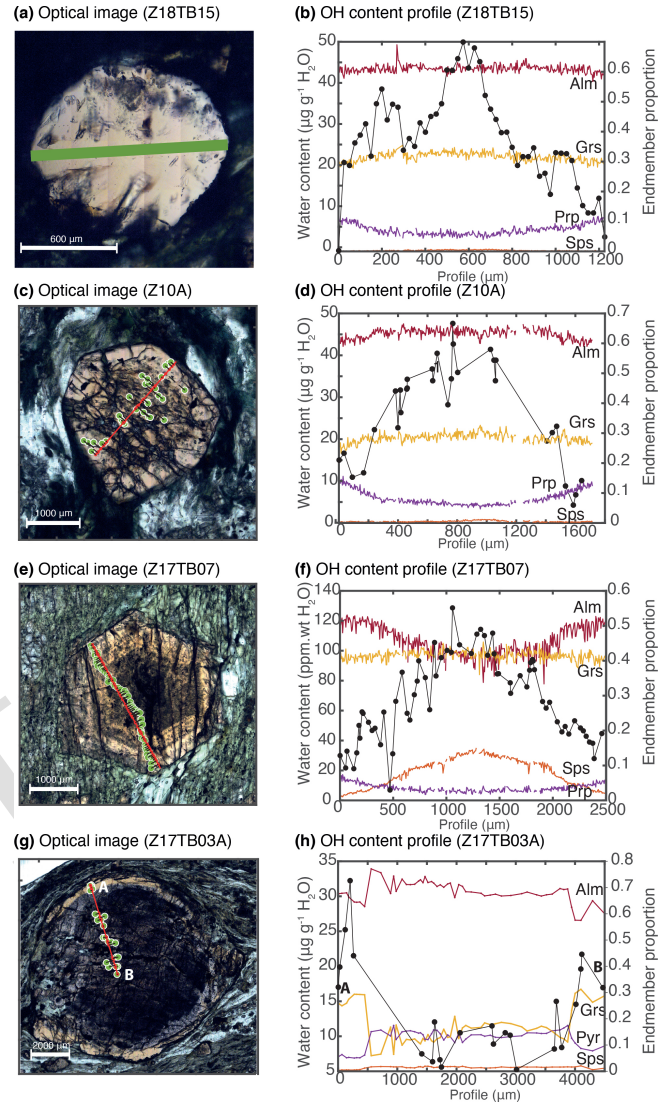 (a) Optical image (Z18TB15)
600 µm
(b) OH content profile (Z18TB15)
Water content (µg g⁻¹ H₂O)
50
40
30
20
10
0
Alm
Grs
Prp
Sps
0.6
0.5
0.4
0.3
0.2
0.1
0
Endmember proportion
0 200 400 600 800 1000 1200
Profile (µm)
(c) Optical image (Z10A)
1000 µm
(d) OH content profile (Z10A)
Water content (µg g⁻¹ H₂O)
50
40
30
20
10
0
Alm
Grs
Prp
Sps
0.7
0.6
0.5
0.4
0.3
0.2
0.1
0
Endmember proportion
0 400 800 1200 1600
Profile (µm)
(e) Optical image (Z17TB07)
1000 µm
(f) OH content profile (Z17TB07)
Water content (ppm.wt H₂O)
140
120
100
80
60
40
20
0
Alm
Grs
Sps
Prp
0.6
0.5
0.4
0.3
0.2
0.1
0
Endmember proportion
0 500 1000 1500 2000 2500
Profile (µm)
(g) Optical image (Z17TB03A)
A
B
2000 µm
(h) OH content profile (Z17TB03A)
Water content (µg g⁻¹ H₂O)
35
30
25
20
15
10
5
A
Alm
B
Grs
Pyr
Sps
0.8
0.7
0.6
0.5
0.4
0.3
0.2
0.1
0
Endmember proportion
0 1000 2000 3000 4000
Profile (µm)